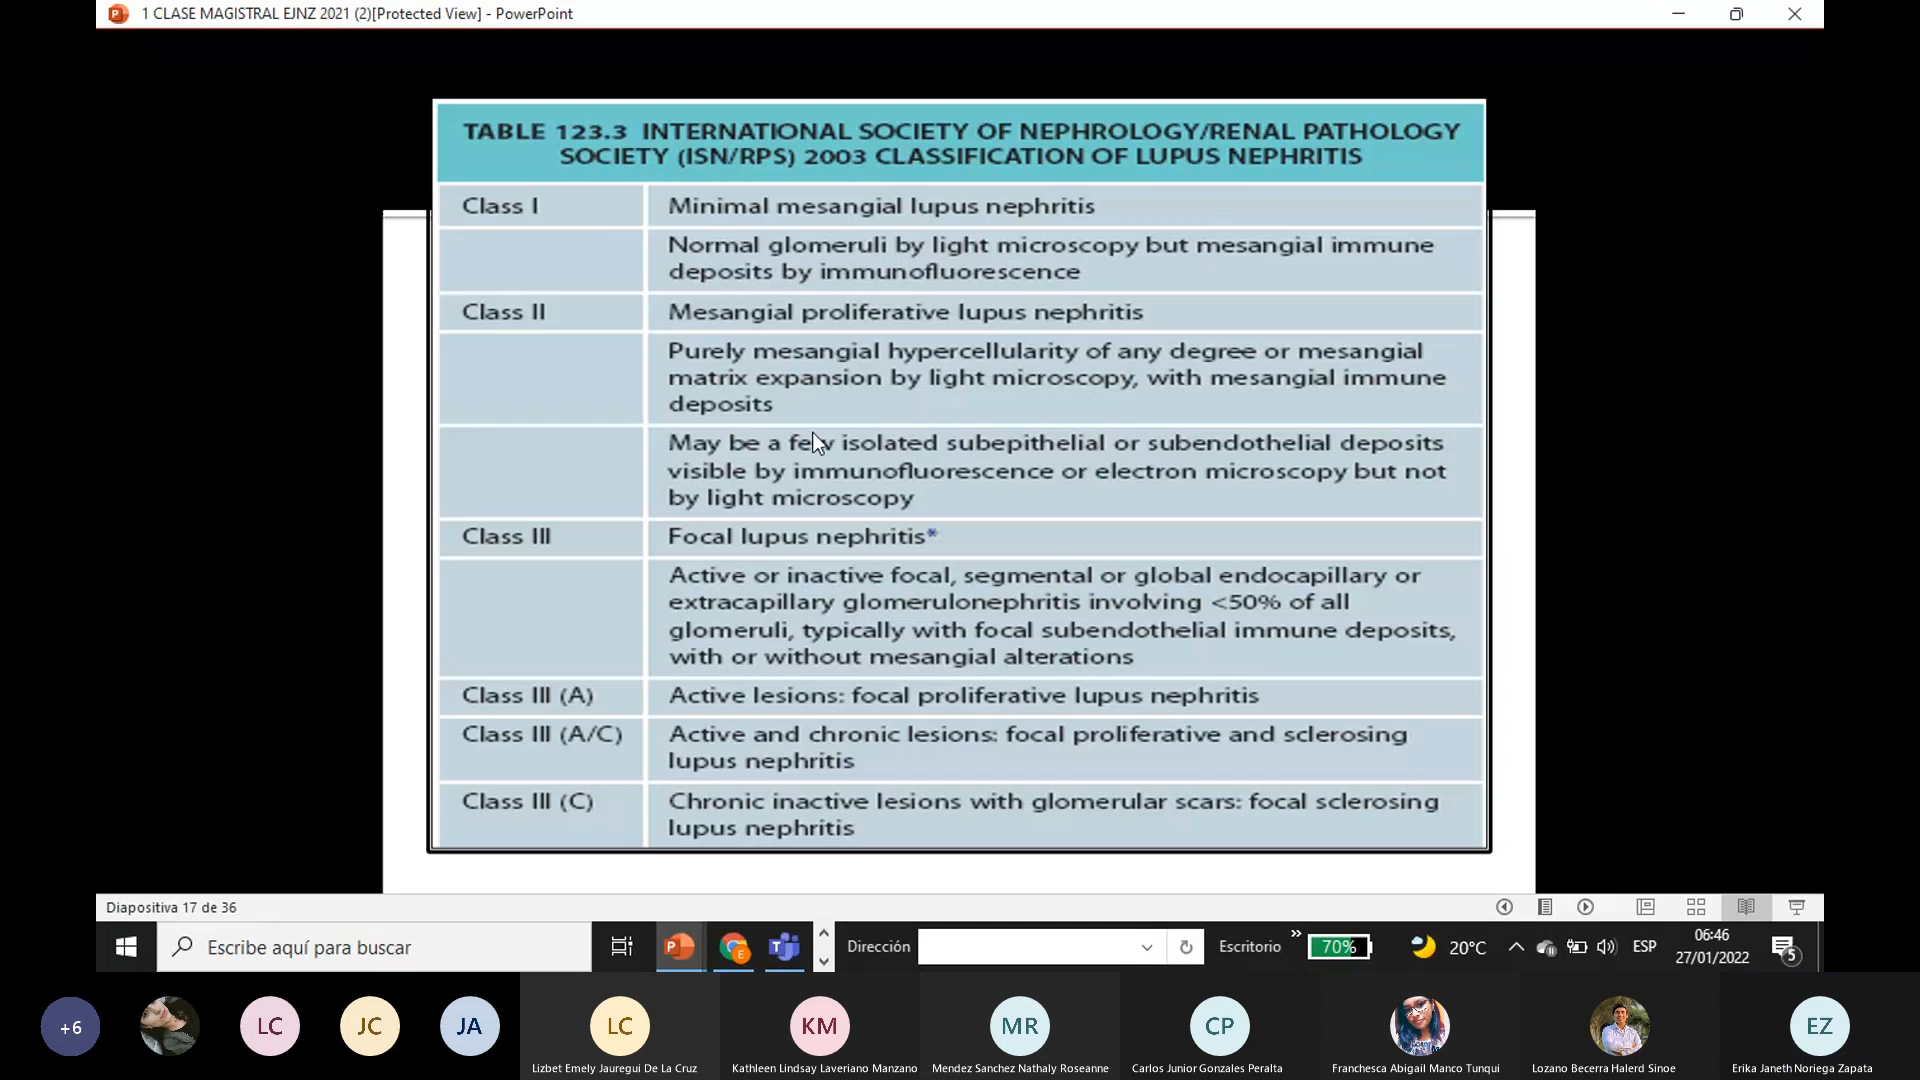 1 CLASE MAGISTRAL EJNZ 2021 (2)[Protected View] - PowerPoint
TABLE 123.3 INTERNATIONAL SOCIETY OF NEPHROLOGY/RENAL PATHOLOGY
SOCIETY (ISN/RPS) 2003 CLASSIFICATION OF LUPUS NEPHRITIS
Class I
Minimal mesangial lupus nephritis
Normal glomeruli by light microscopy but mesangial immune
deposits by immunofluorescence
Class II
Mesangial proliferative lupus nephritis
Purely mesangial hypercellularity of any degree or mesangial
matrix expansion by light microscopy, with mesangial immune
deposits
May be a few isolated subepithelial or subendothelial deposits
visible by immunofluorescence or electron microscopy but not
by light microscopy
Class III
Focal lupus nephritis*
Active or inactive focal, segmental or global endocapillary or
extracapillary glomerulonephritis involving <50% of all
glomeruli, typically with focal subendothelial immune deposits,
with or without mesangial alterations
Class III (A)
Active lesions: focal proliferative lupus nephritis
Class III (A/C)
Active and chronic lesions: focal proliferative and sclerosing
lupus nephritis
Class III (C)
Chronic inactive lesions with glomerular scars: focal sclerosing
lupus nephritis
Diapositiva 17 de 36
Escribe aquí para buscar
Dirección
Escritorio
70%
20°C
ESP
06:46
27/01/2022
5
+6
LC
JC
JA
LC
KM
MR
CP
EZ
Lizbet Emely Jauregui De La Cruz
Kathleen Lindsay Laveriano Manzano
Mendez Sanchez Nathaly Roseanne
Carlos Junior Gonzales Peralta
Franchesca Abigail Manco Tunqui
Lozano Becerra Halerd Sinoe
Erika Janeth Noriega Zapata